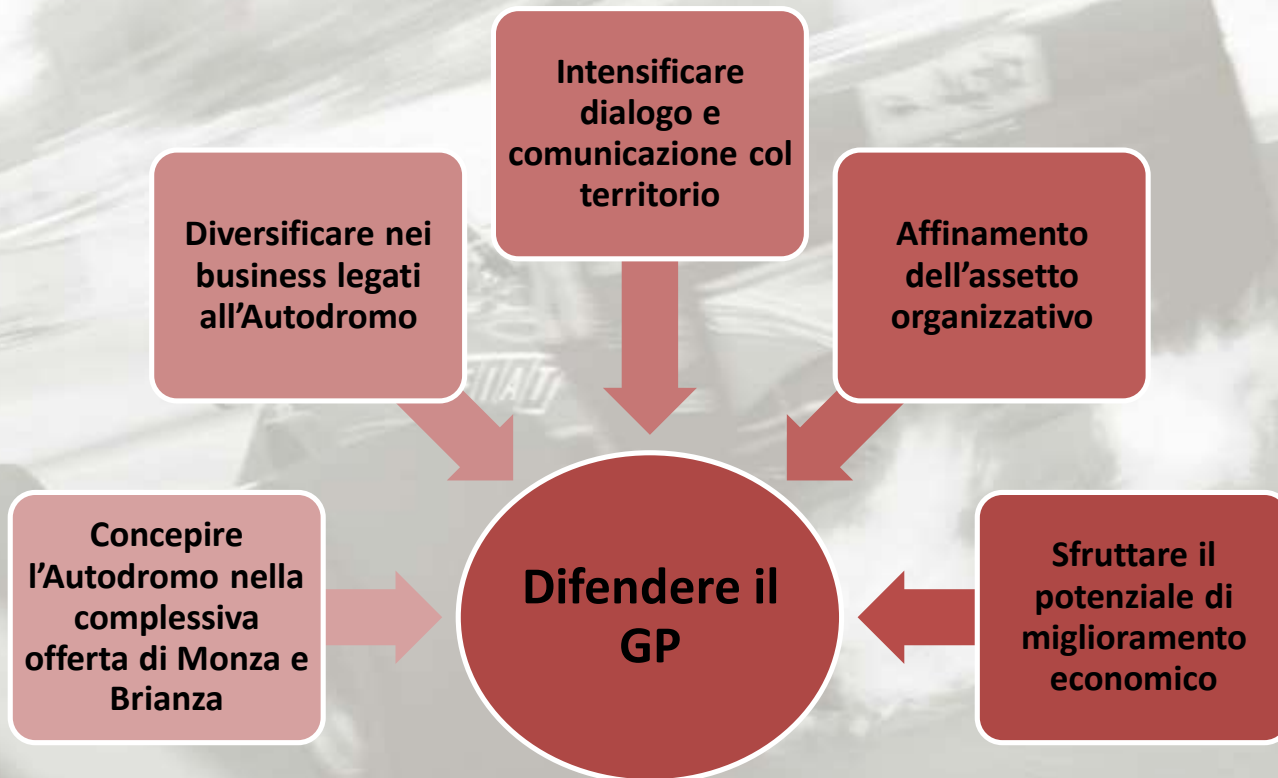 Intensificare
dialogo e
comunicazione col
territorio
Diversificare nei
business legati
all’Autodromo
Affinamento
dell’assetto
organizzativo
Concepire
l’Autodromo nella
complessiva
offerta di Monza e
Brianza
Difendere il
GP
Sfruttare il
potenziale di
miglioramento
economico
FIAT